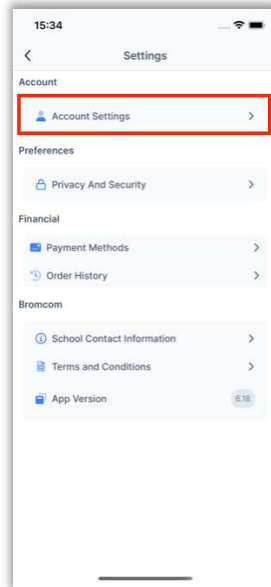 15:34
Settings
Account
Account Settings
Preferences
Privacy And Security
Financial
Payment Methods
Order History
Bromcom
School Contact Information
Terms and Conditions
App Version 6.18